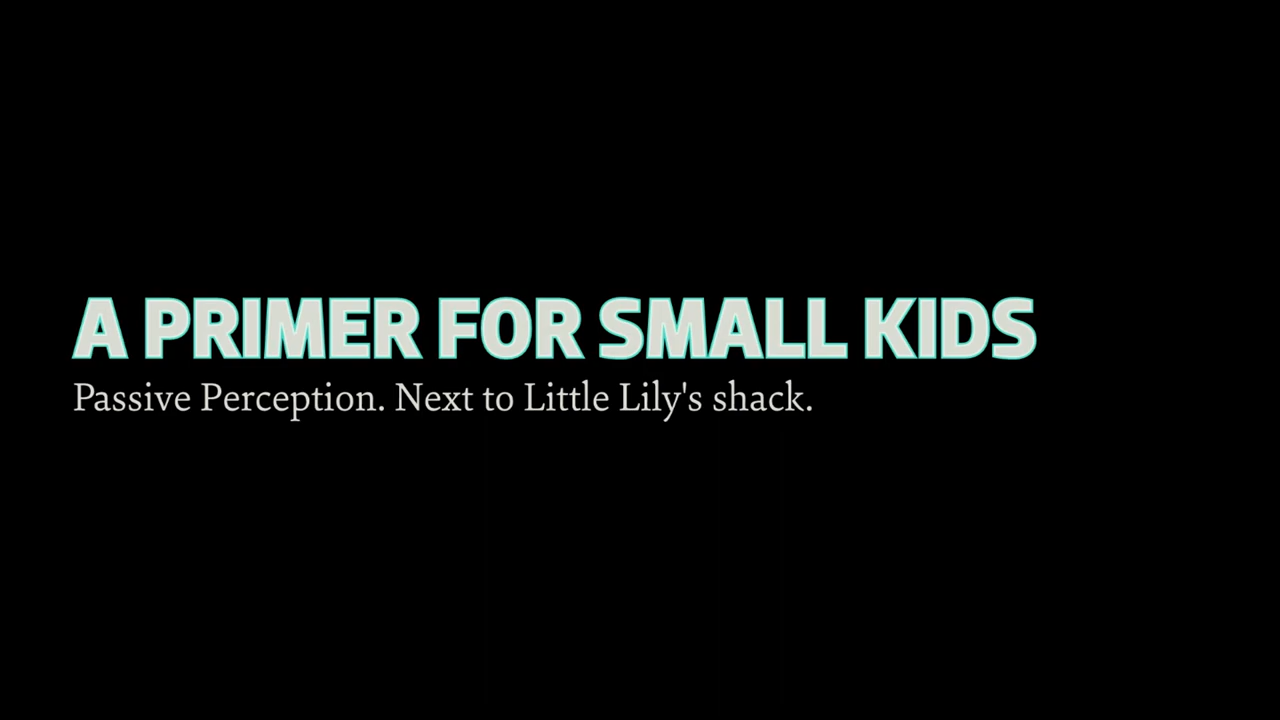 A PRIMER FOR SMALL KIDS
Passive Perception. Next to Little Lily's shack.